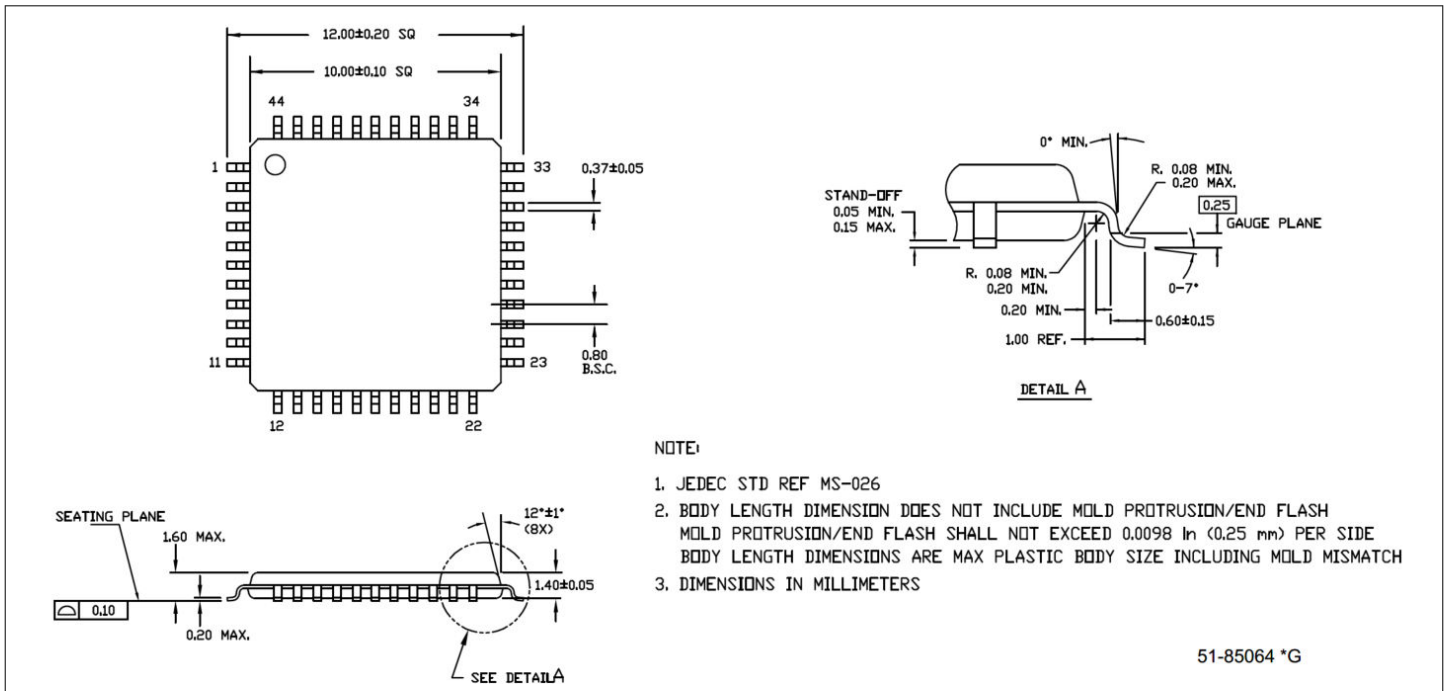 12.00±0.20 SQ
10.00±0.10 SQ
44
34
1
33
0.37±0.05
11
23
0.80
B.S.C.
12
22
0° MIN.
R. 0.08 MIN.
0.20 MAX.
STAND-OFF
0.05 MIN.
0.15 MAX.
0.25
GAUGE PLANE
R. 0.08 MIN.
0.20 MIN.
0-7°
0.20 MIN.
0.60±0.15
1.00 REF.
DETAIL A
NOTE:
1. JEDEC STD REF MS-026
2. BODY LENGTH DIMENSION DOES NOT INCLUDE MOLD PROTRUSION/END FLASH
MOLD PROTRUSION/END FLASH SHALL NOT EXCEED 0.0098 In (0.25 mm) PER SIDE
BODY LENGTH DIMENSIONS ARE MAX PLASTIC BODY SIZE INCLUDING MOLD MISMATCH
3. DIMENSIONS IN MILLIMETERS
SEATING PLANE
1.60 MAX.
12°±1°
(8X)
1.40±0.05
0.10
0.20 MAX.
SEE DETAILA
51-85064 *G